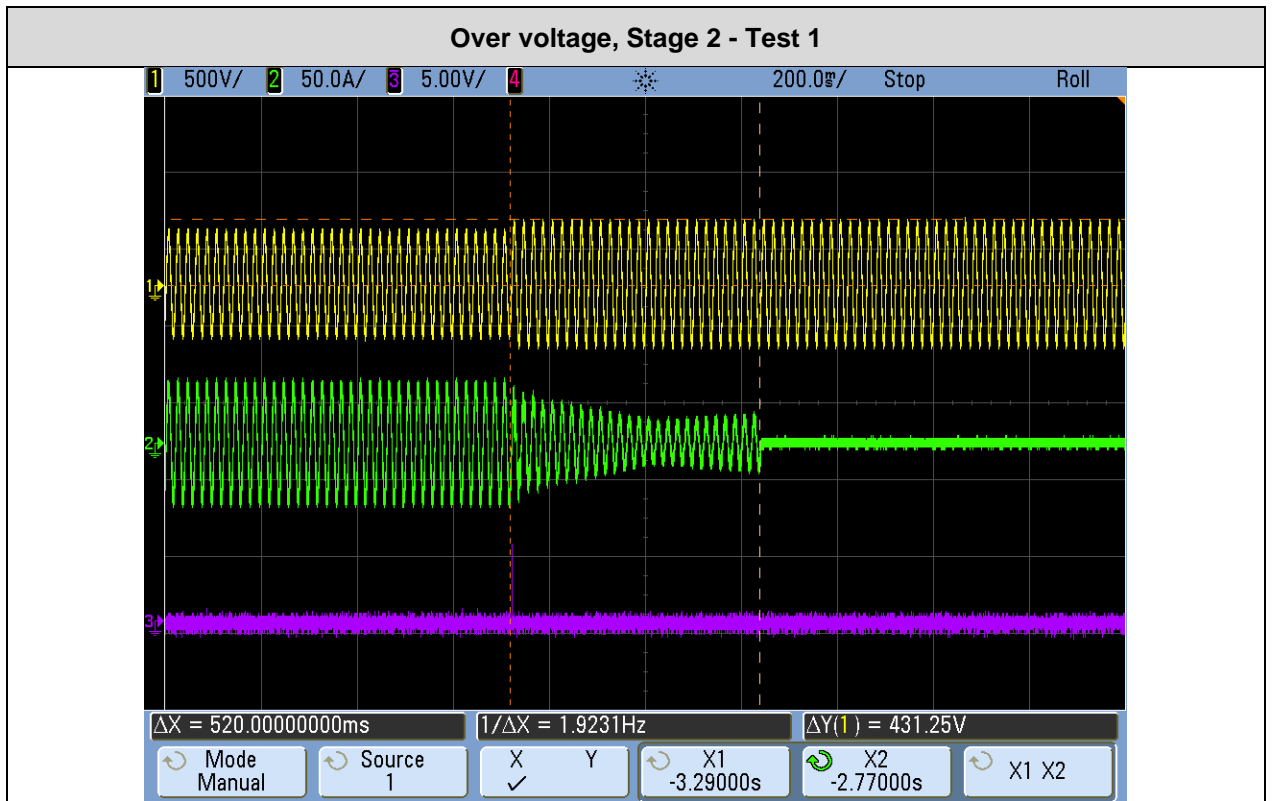 Over voltage, Stage 2 - Test 1
1 500V/ 2 50.0A/ 3 5.00V/ 4 200.0ms/ Stop Roll
1
2
3
ΔX = 520.00000000ms 1/ΔX = 1.9231Hz ΔY(1) = 431.25V
Mode Source X Y X1 X2 X1 X2
Manual 1 ✓ -3.29000s -2.77000s